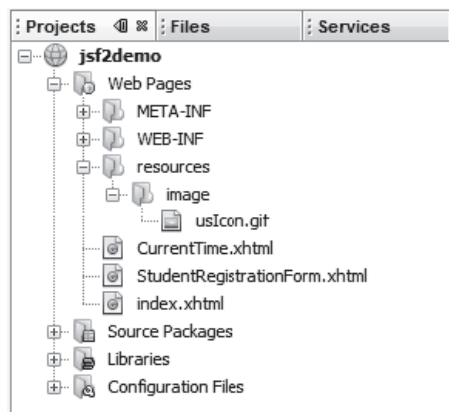 Projects Files Services
jsf2demo
Web Pages
META-INF
WEB-INF
resources
image
usIcon.gif
CurrentTime.xhtml
StudentRegistrationForm.xhtml
index.xhtml
Source Packages
Libraries
Configuration Files